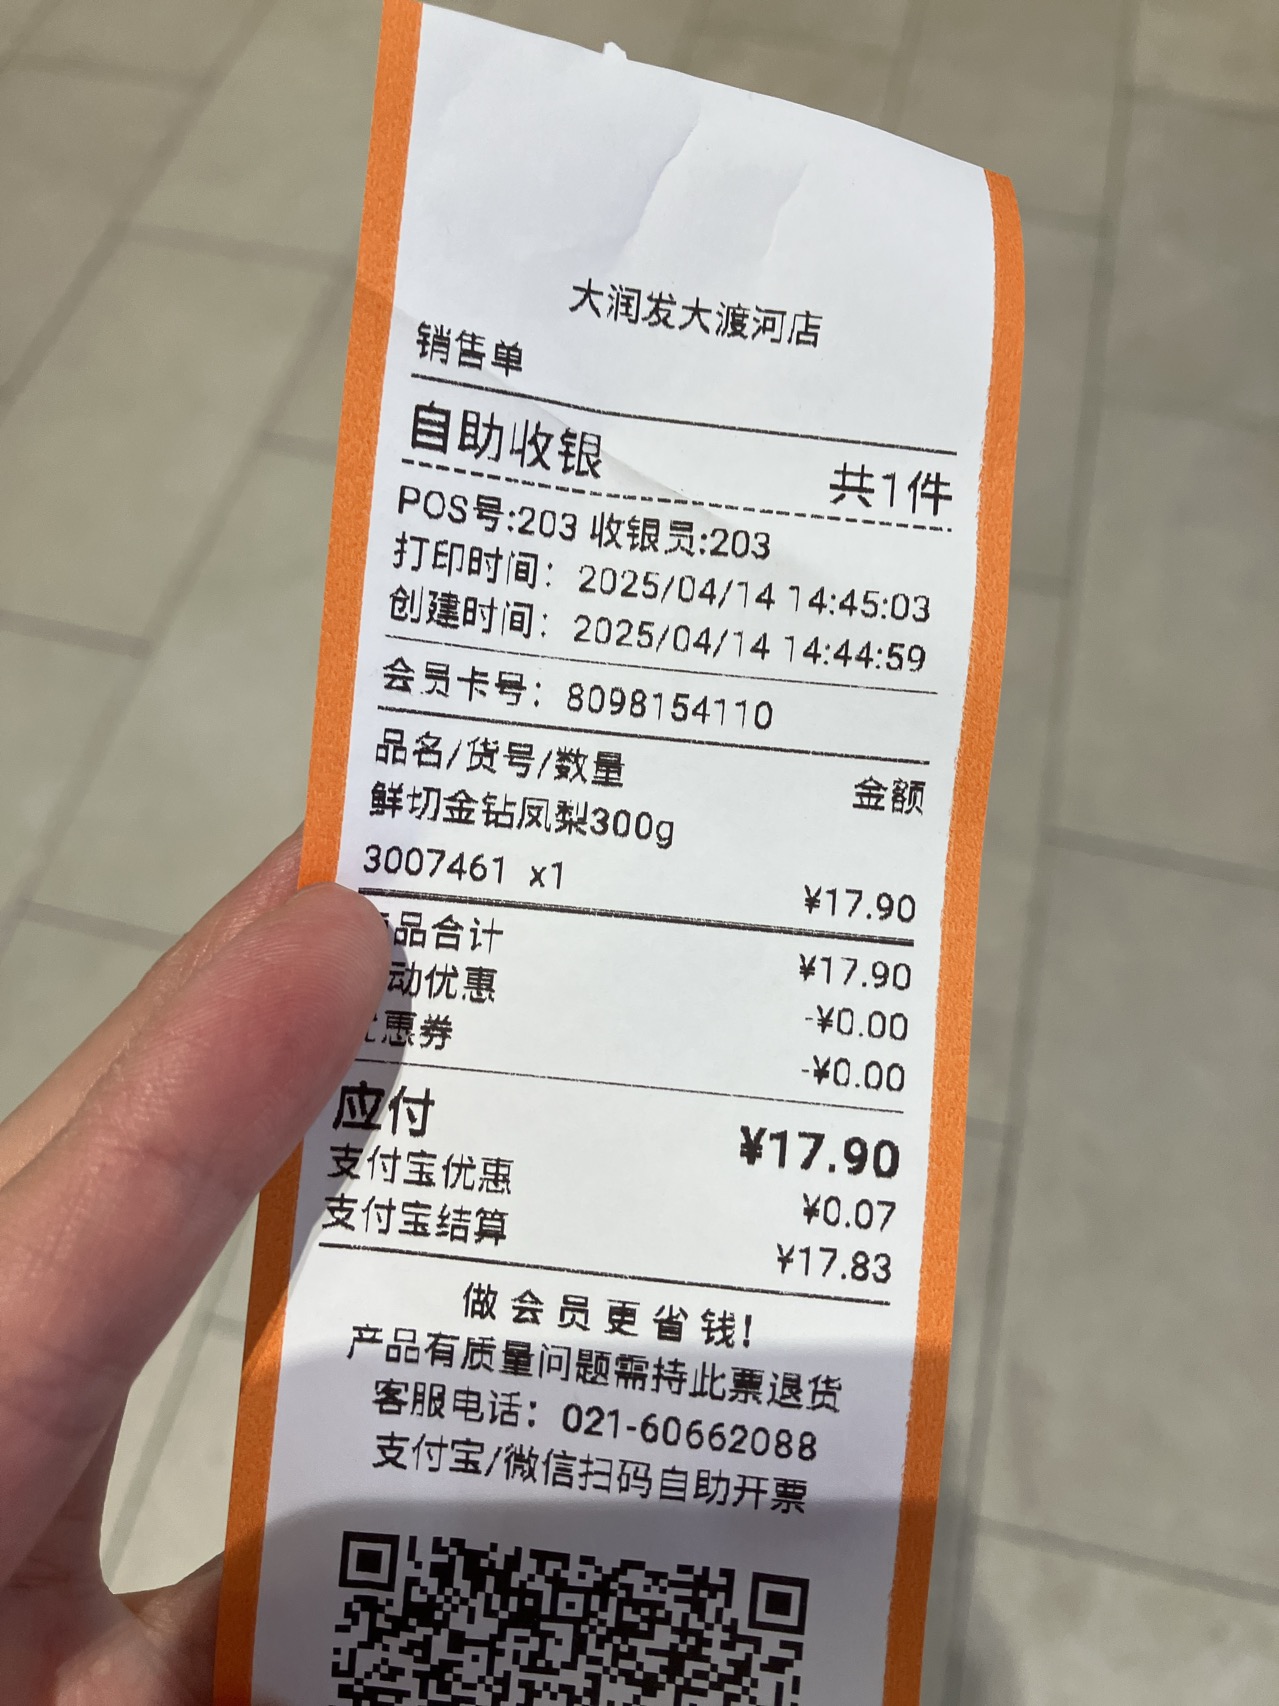 大润发大渡河店
销售单
自助收银 共1件
POS号:203 收银员:203
打印时间: 2025/04/14 14:45:03
创建时间: 2025/04/14 14:44:59
会员卡号: 8098154110
品名/货号/数量 金额
鲜切金钻凤梨300g
3007461 x1 ¥17.90
品合计 ¥17.90
动优惠 -¥0.00
惠券 -¥0.00
应付 ¥17.90
支付宝优惠 ¥0.07
支付宝结算 ¥17.83
做会员更省钱!
产品有质量问题需持此票退货
客服电话: 021-60662088
支付宝/微信扫码自助开票